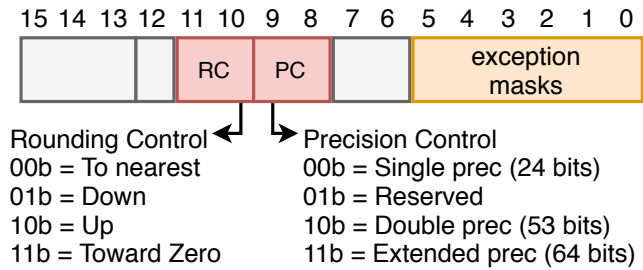 15 14 13 12 11 10 9 8 7 6 5 4 3 2 1 0
RC PC exception
masks
Rounding Control
00b = To nearest
01b = Down
10b = Up
11b = Toward Zero
Precision Control
00b = Single prec (24 bits)
01b = Reserved
10b = Double prec (53 bits)
11b = Extended prec (64 bits)